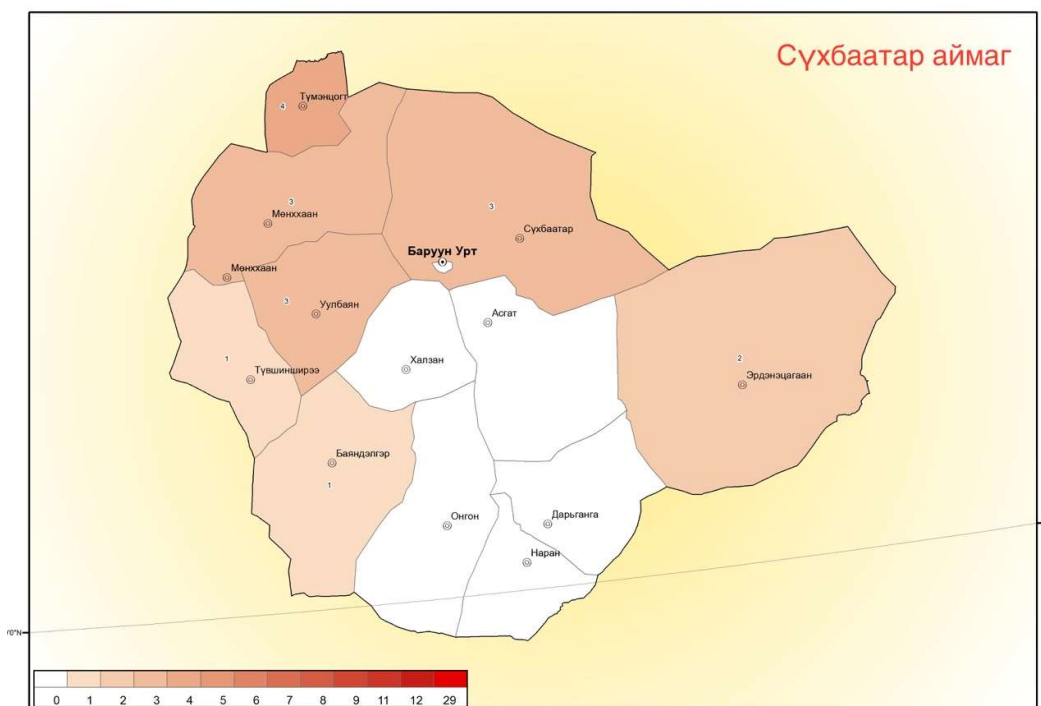 Сүхбаатар аймаг
Түмэнцогт
4
3
Мөнххаан
3
Сүхбаатар
Баруун Урт
Мөнххаан
3
Уулбаян
Асгат
1
Түвшинширээ
Халзан
2
Эрдэнэцагаан
Баяндэлгэр
1
Онгон
Дарьганга
Наран
0°N
0 1 2 3 4 5 6 7 8 9 11 12 29